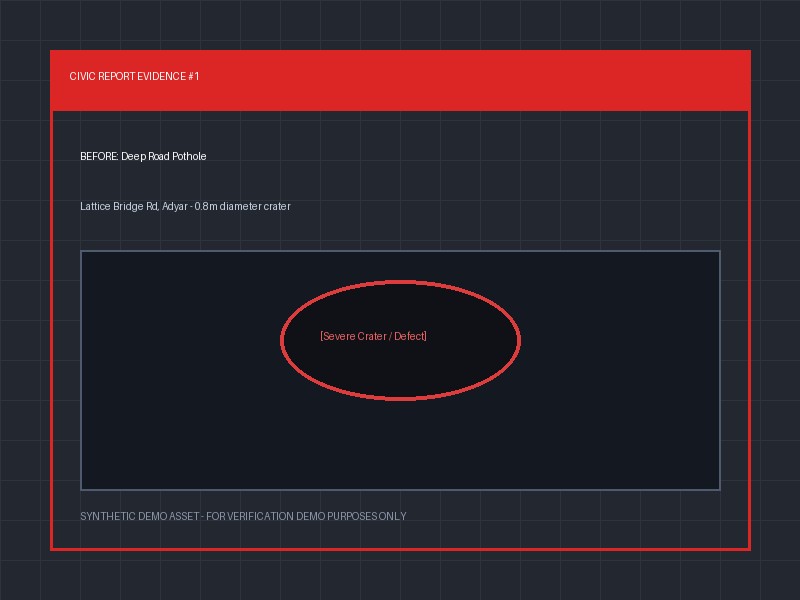 CIVIC REPORT EVIDENCE #1
BEFORE: Deep Road Pothole
Lattice Bridge Rd, Adyar - 0.8m diameter crater
[Severe Crater / Defect]
SYNTHETIC DEMO ASSET - FOR VERIFICATION DEMO PURPOSES ONLY